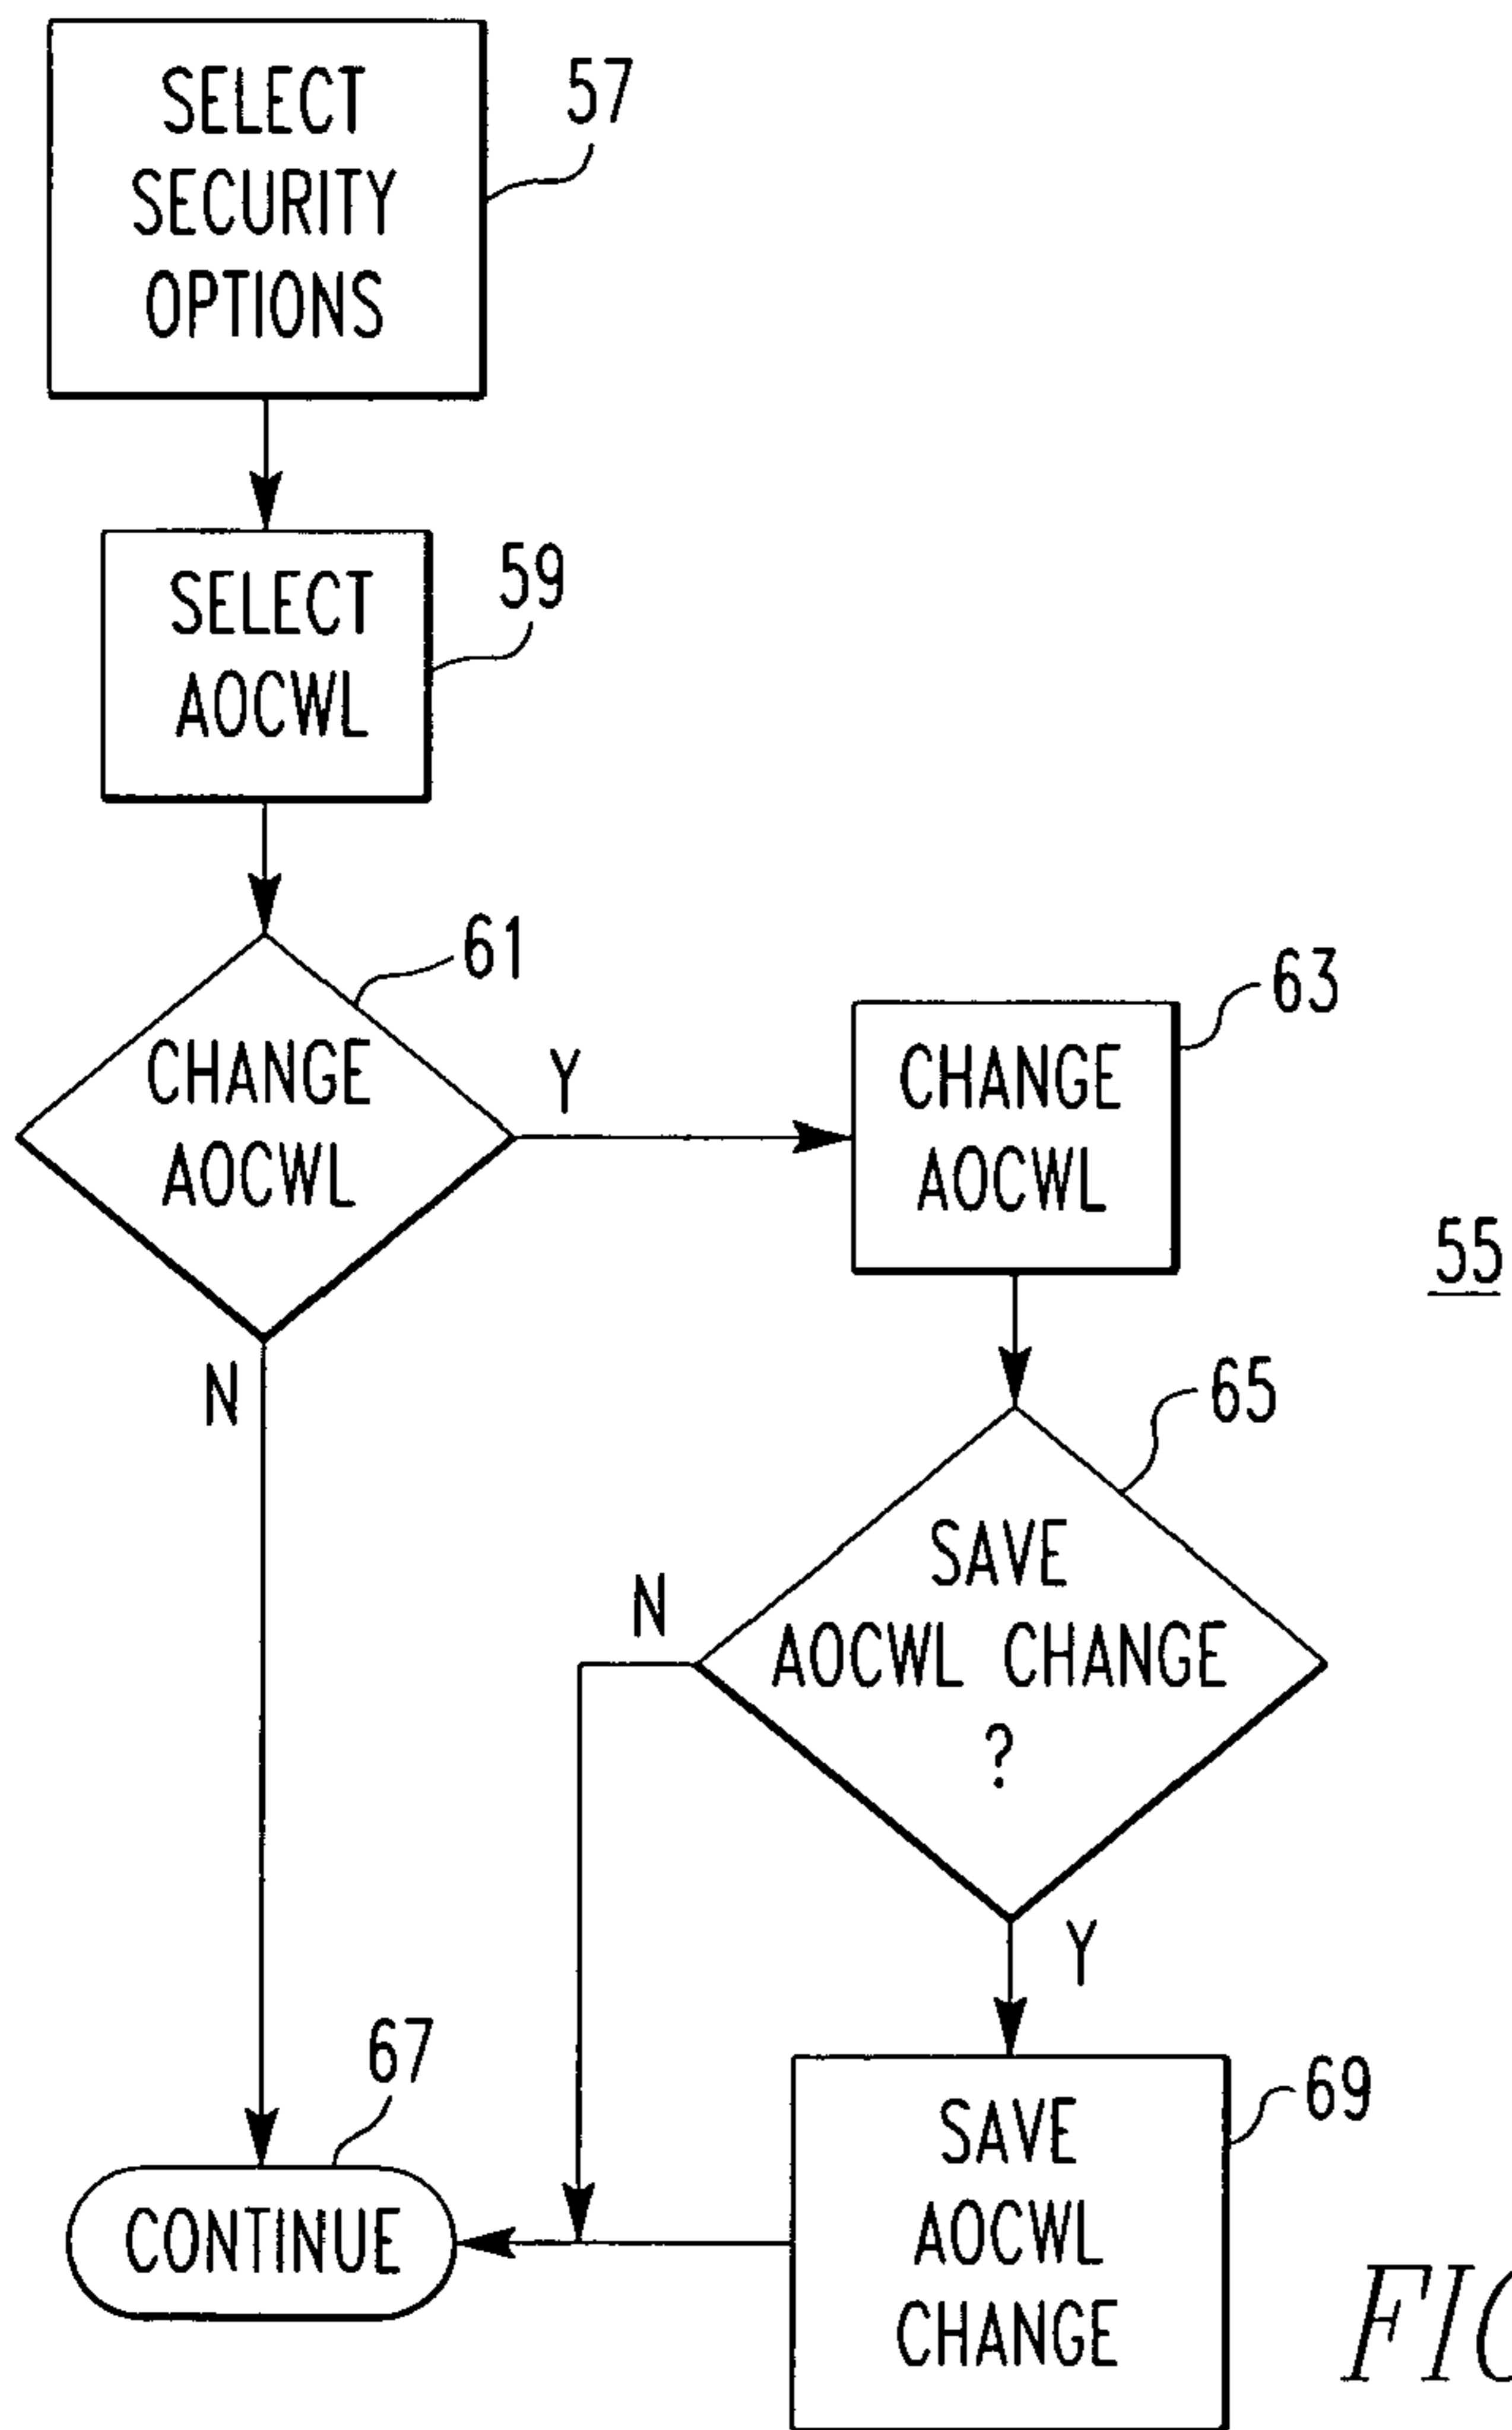 SELECT
SECURITY
OPTIONS
57
SELECT
AOCWL
59
CHANGE
AOCWL
61
Y
N
CHANGE
AOCWL
63
55
SAVE
AOCWL CHANGE
?
65
N
Y
SAVE
AOCWL
CHANGE
69
CONTINUE
67